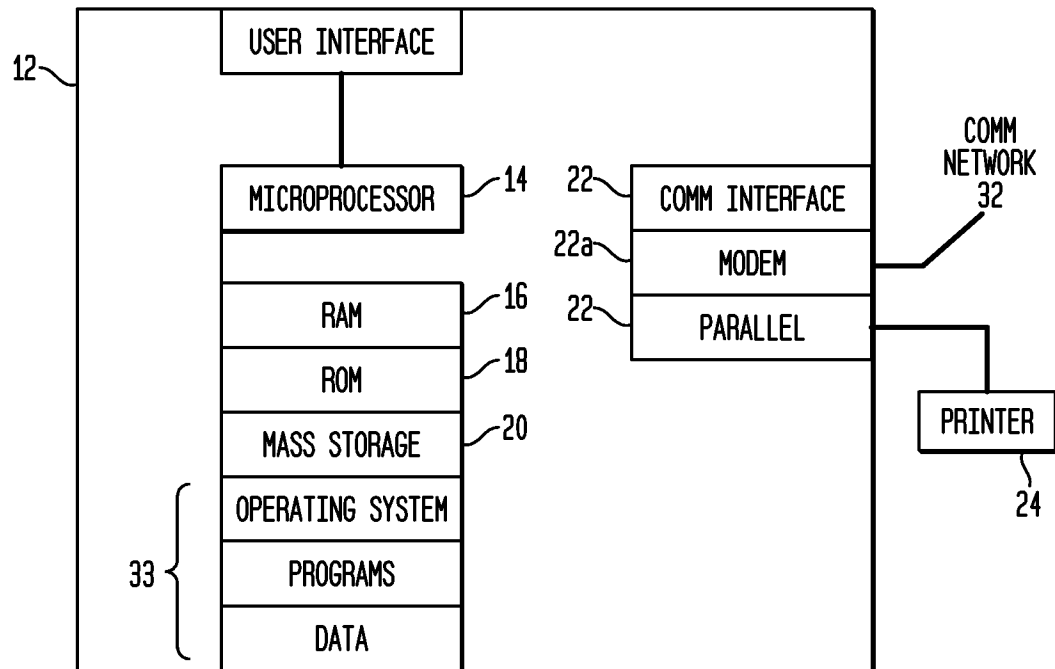 USER INTERFACE
12
MICROPROCESSOR
14
RAM
16
ROM
18
MASS STORAGE
20
OPERATING SYSTEM
PROGRAMS
DATA
33
22
COMM INTERFACE
22a
MODEM
22
PARALLEL
COMM
NETWORK
32
PRINTER
24